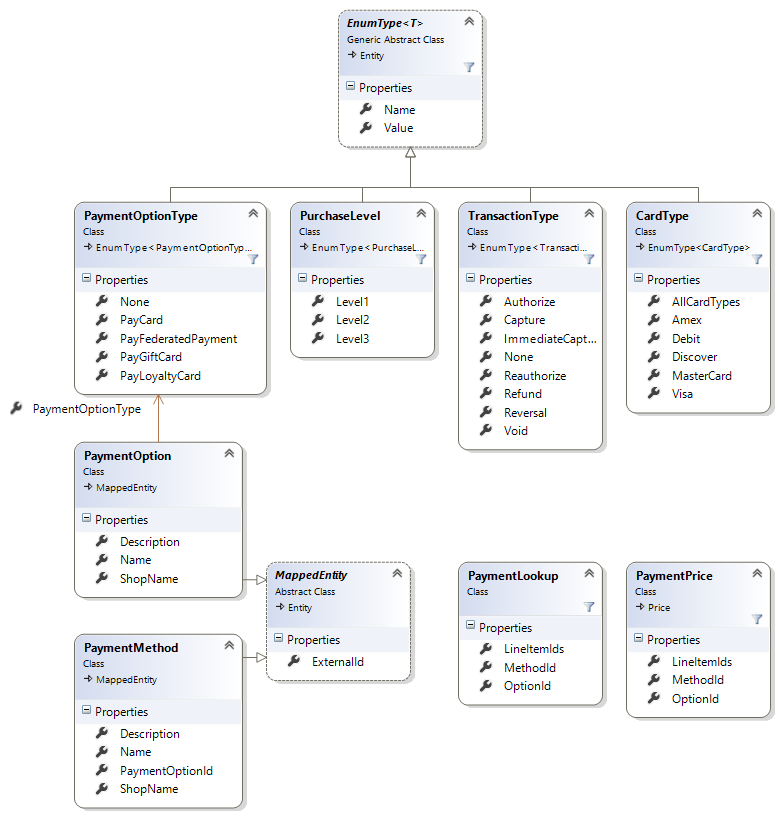 EnumType<T>
Generic Abstract Class
Entity
Properties
Name
Value
PaymentOptionType
Class
EnumType<PaymentOptionTyp...
Properties
None
PayCard
PayFederatedPayment
PayGiftCard
PayLoyaltyCard
PurchaseLevel
Class
EnumType<PurchaseL...
Properties
Level1
Level2
Level3
TransactionType
Class
EnumType<Transacti...
Properties
Authorize
Capture
ImmediateCapt...
None
Reauthorize
Refund
Reversal
Void
CardType
Class
EnumType<CardType>
Properties
AllCardTypes
Amex
Debit
Discover
MasterCard
Visa
PaymentOptionType
PaymentOption
Class
MappedEntity
Properties
Description
Name
ShopName
MappedEntity
Abstract Class
Entity
Properties
ExternalId
PaymentLookup
Class
Properties
LineItemIds
MethodId
OptionId
PaymentPrice
Class
Price
Properties
LineItemIds
MethodId
OptionId
PaymentMethod
Class
MappedEntity
Properties
Description
Name
PaymentOptionId
ShopName